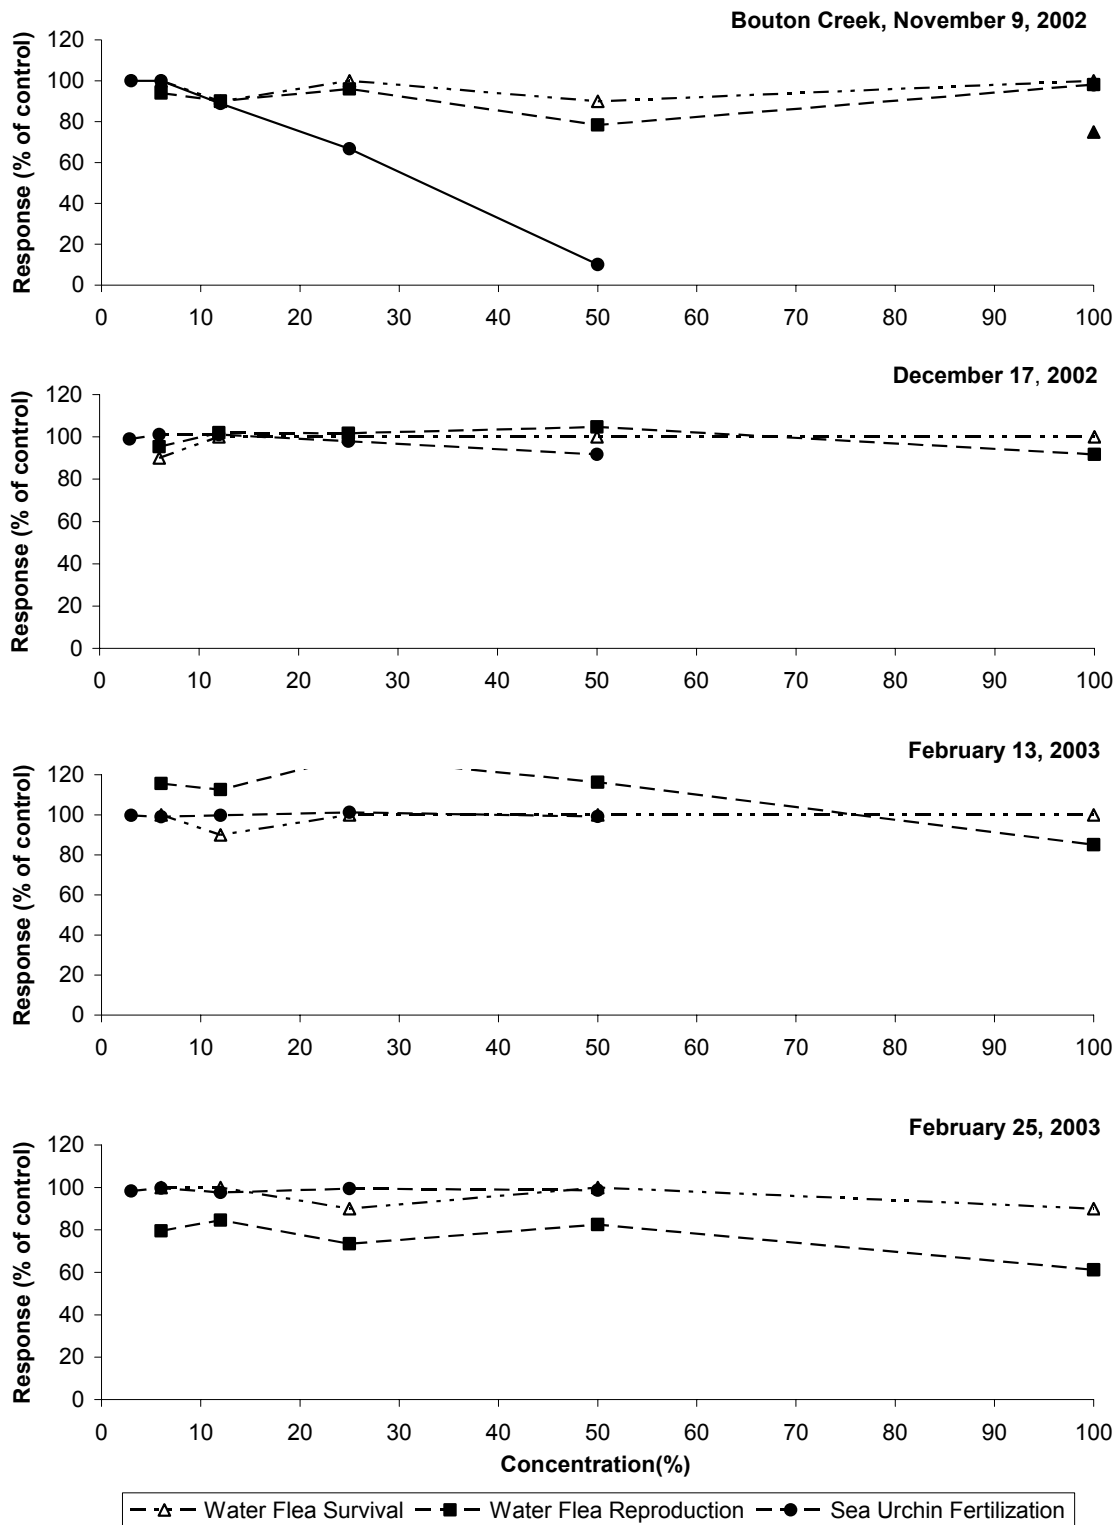 Bouton Creek, November 9, 2002
Response (% of control)
120
100
80
60
40
20
0
0 10 20 30 40 50 60 70 80 90 100
December 17, 2002
Response (% of control)
120
100
80
60
40
20
0
0 10 20 30 40 50 60 70 80 90 100
February 13, 2003
Response (% of control)
120
100
80
60
40
20
0
0 10 20 30 40 50 60 70 80 90 100
February 25, 2003
Response (% of control)
120
100
80
60
40
20
0
0 10 20 30 40 50 60 70 80 90 100
Concentration(%)
Water Flea Survival Water Flea Reproduction Sea Urchin Fertilization